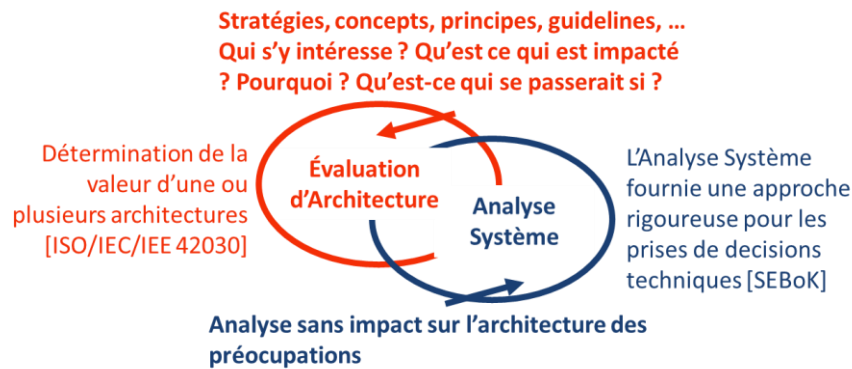 Stratégies, concepts, principes, guidelines, …
Qui s’y intéresse ? Qu’est ce qui est impacté
? Pourquoi ? Qu’est-ce qui se passerait si ?
Détermination de la
valeur d’une ou
plusieurs architectures
[ISO/IEC/IEE 42030]
Évaluation
d’Architecture
Analyse
Système
L’Analyse Système
fournie une approche
rigoureuse pour les
prises de decisions
techniques [SEBoK]
Analyse sans impact sur l’architecture des
préocupations